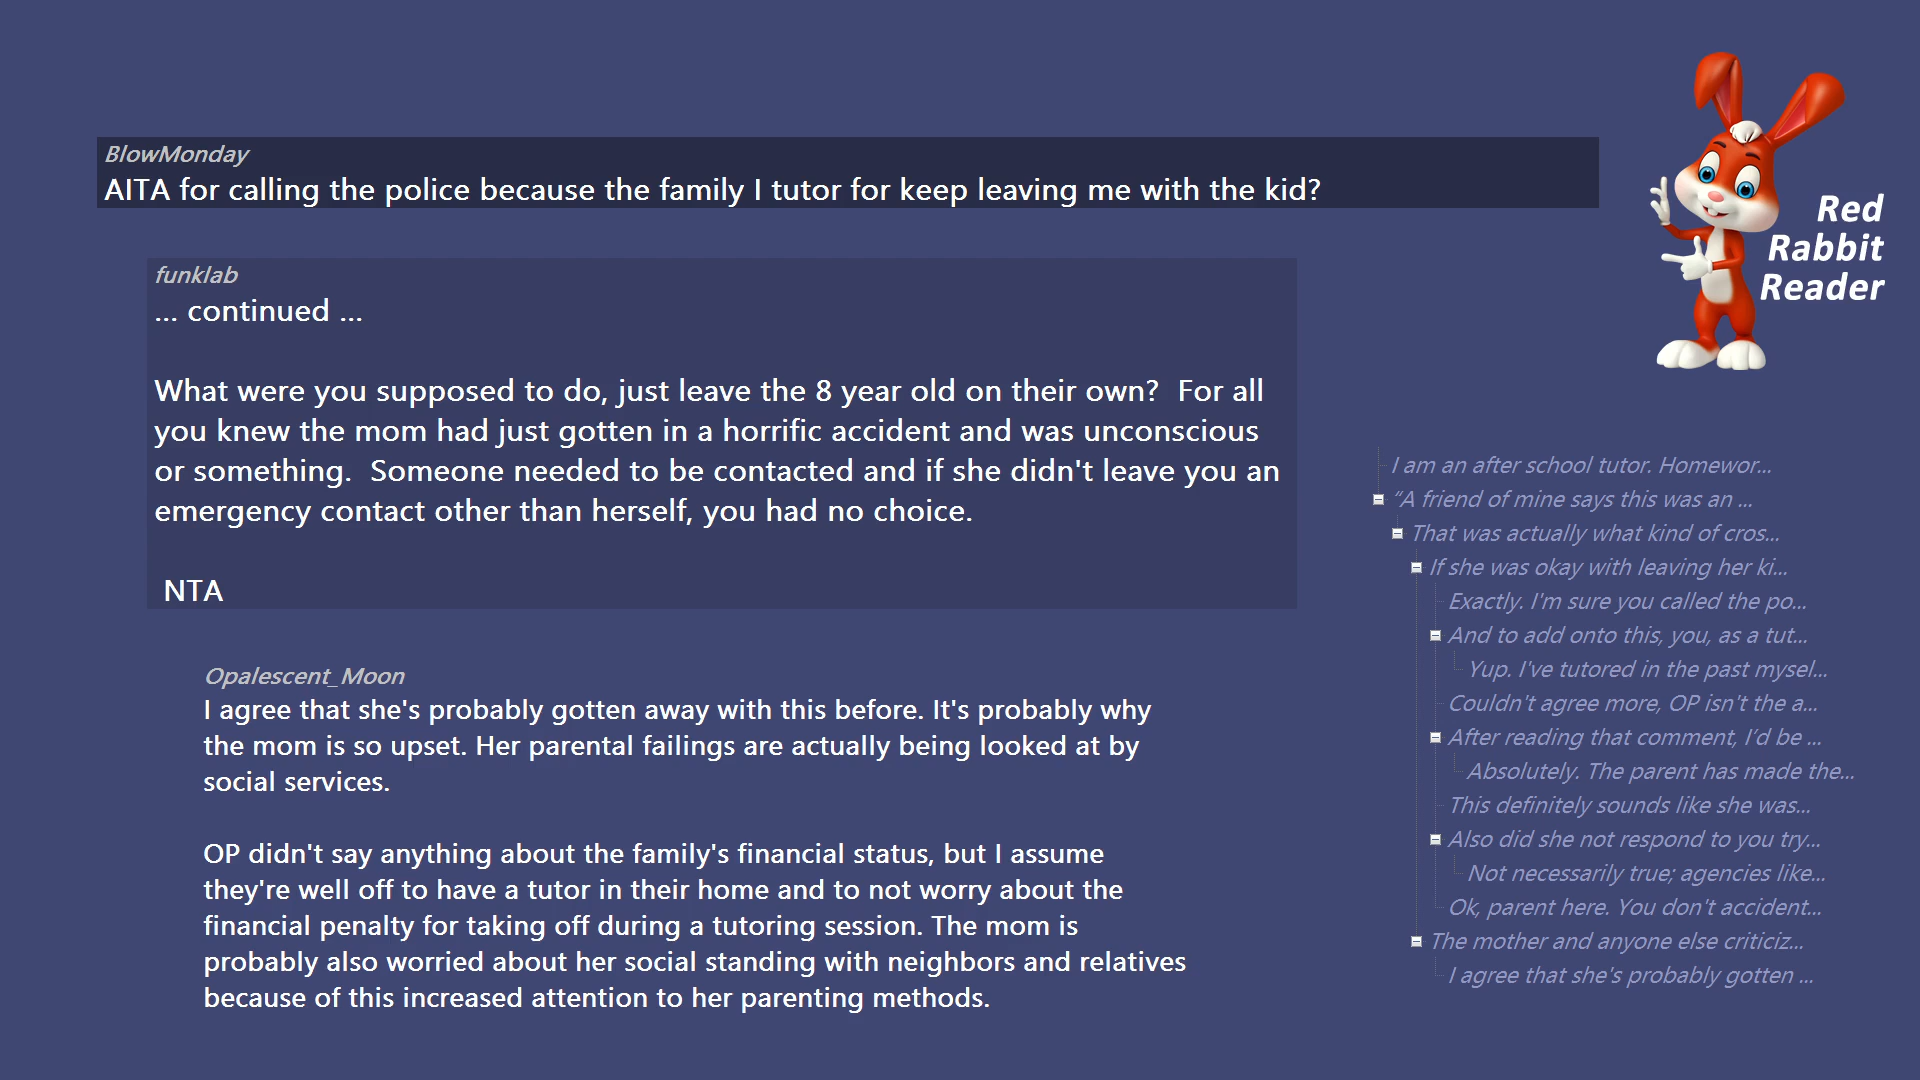 BlowMonday
AITA for calling the police because the family I tutor for keep leaving me with the kid?
Red
Rabbit
Reader
funklab
... continued ...
What were you supposed to do, just leave the 8 year old on their own?  For all
you knew the mom had just gotten in a horrific accident and was unconscious
or something.  Someone needed to be contacted and if she didn't leave you an
emergency contact other than herself, you had no choice.
NTA
Opalescent_Moon
I agree that she's probably gotten away with this before. It's probably why
the mom is so upset. Her parental failings are actually being looked at by
social services.
OP didn't say anything about the family's financial status, but I assume
they're well off to have a tutor in their home and to not worry about the
financial penalty for taking off during a tutoring session. The mom is
probably also worried about her social standing with neighbors and relatives
because of this increased attention to her parenting methods.
I am an after school tutor. Homewor...
“A friend of mine says this was an ...
That was actually what kind of cros...
If she was okay with leaving her ki...
Exactly. I'm sure you called the po...
And to add onto this, you, as a tut...
Yup. I've tutored in the past mysel...
Couldn't agree more, OP isn't the a...
After reading that comment, I’d be ...
Absolutely. The parent has made the...
This definitely sounds like she was...
Also did she not respond to you try...
Not necessarily true; agencies like...
Ok, parent here. You don't accident...
The mother and anyone else criticiz...
I agree that she's probably gotten ...